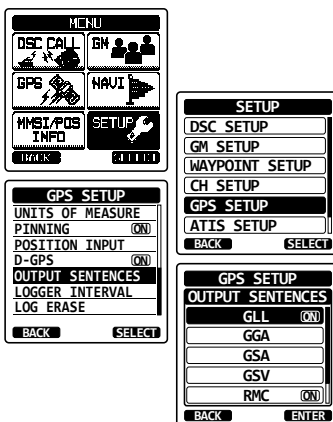 MENU
DSC CALL
GM
GPS
NAVI
MMSI/POS
INFO
SETUP
BACK
SELECT
SETUP
DSC SETUP
GM SETUP
WAYPOINT SETUP
CH SETUP
GPS SETUP
ATIS SETUP
BACK
SELECT
GPS SETUP
UNITS OF MEASURE
PINNING ON
POSITION INPUT
D-GPS ON
OUTPUT SENTENCES
LOGGER INTERVAL
LOG ERASE
BACK
SELECT
GPS SETUP
OUTPUT SENTENCES
GLL ON
GGA
GSA
GSV
RMC ON
BACK
ENTER